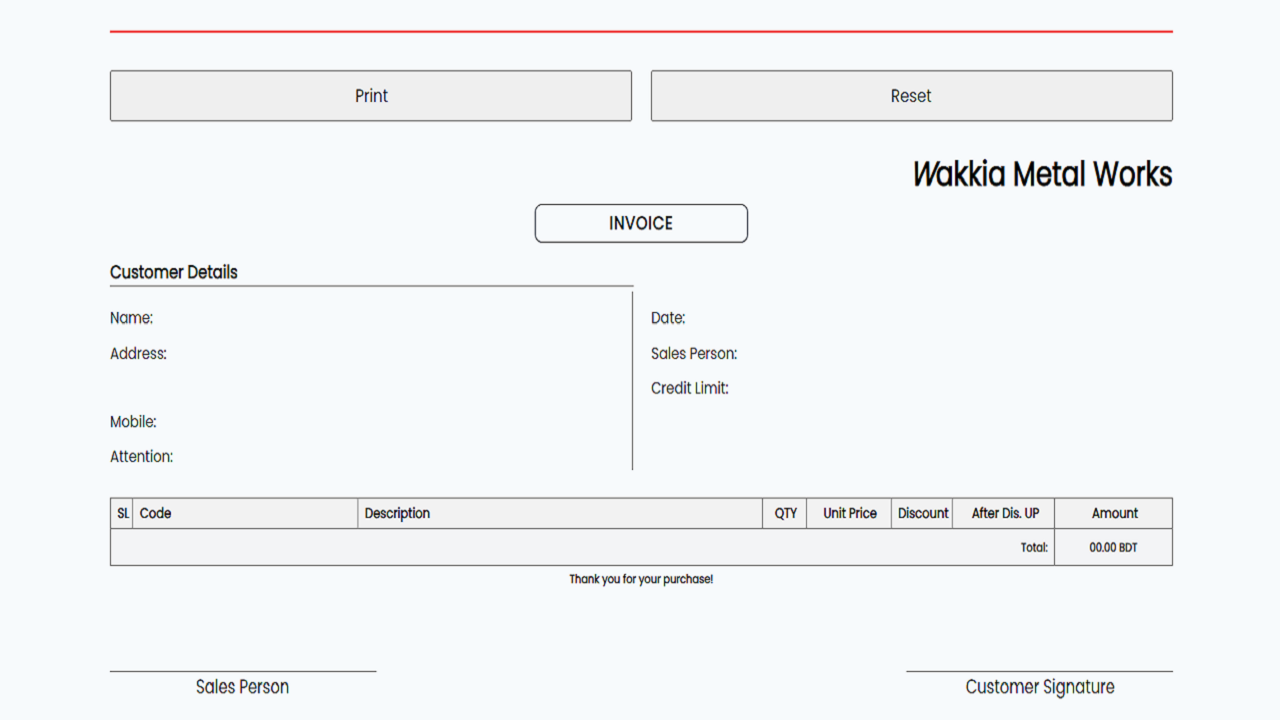 Print Reset
Wakkia Metal Works
INVOICE
Customer Details
Name: Date:
Address: Sales Person:
Credit Limit:
Mobile:
Attention:
SL Code Description QTY Unit Price Discount After Dis. UP Amount
Total: 00.00 BDT
Thank you for your purchase!
Sales Person Customer Signature